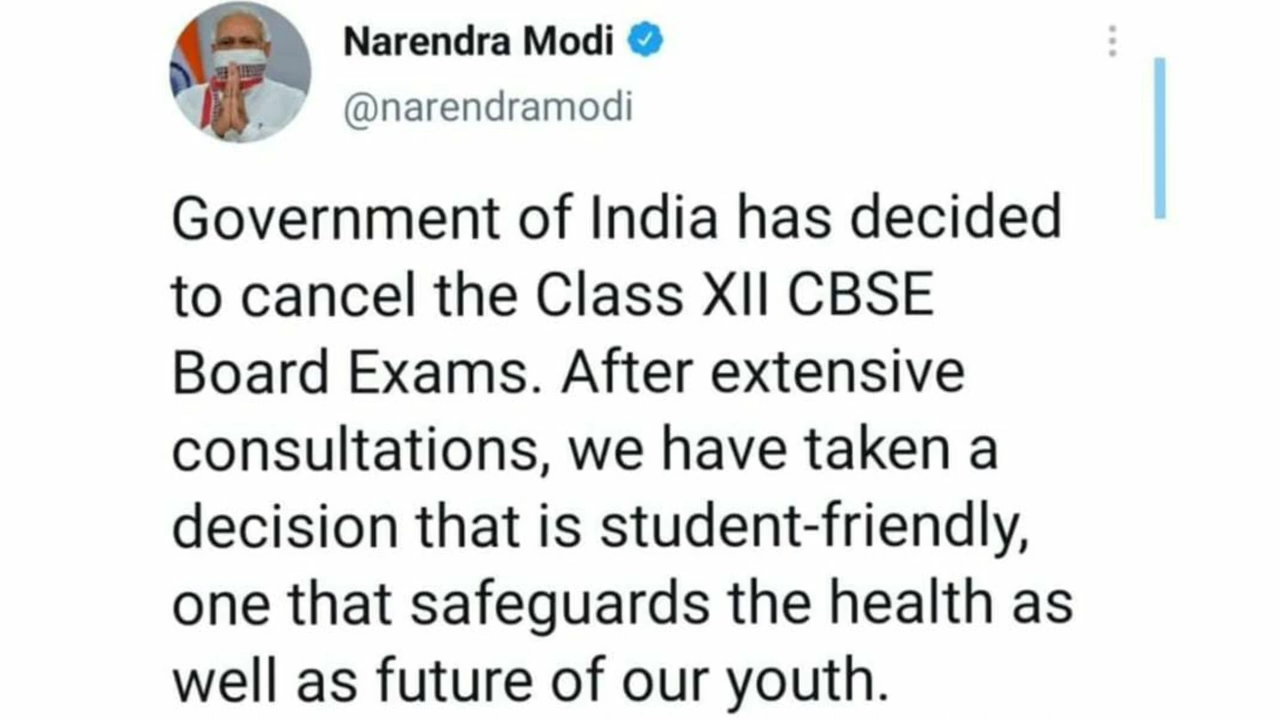 Narendra Modi
@narendramodi
Government of India has decided
to cancel the Class XII CBSE
Board Exams. After extensive
consultations, we have taken a
decision that is student-friendly,
one that safeguards the health as
well as future of our youth.